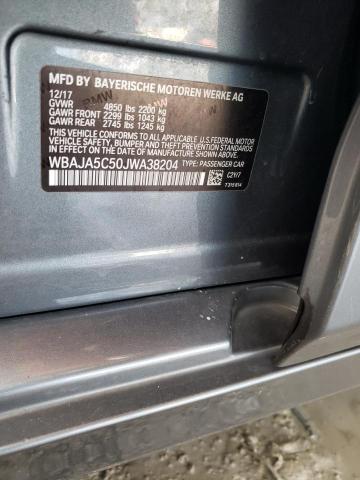 MFD BY BAYERISCHE MOTOREN WERKE AG
12/17
GVWR 4850 lbs 2200 kg
GAWR FRONT 2299 lbs 1043 kg
GAWR REAR 2745 lbs 1245 kg
THIS VEHICLE CONFORMS TO ALL APPLICABLE U.S. FEDERAL MOTOR
VEHICLE SAFETY, BUMPER, AND THEFT PREVENTION STANDARDS
IN EFFECT ON THE DATE OF MANUFACTURE SHOWN ABOVE.
WBAJA5C50JWA38204 TYPE: PASSENGER CAR
C2Y/7